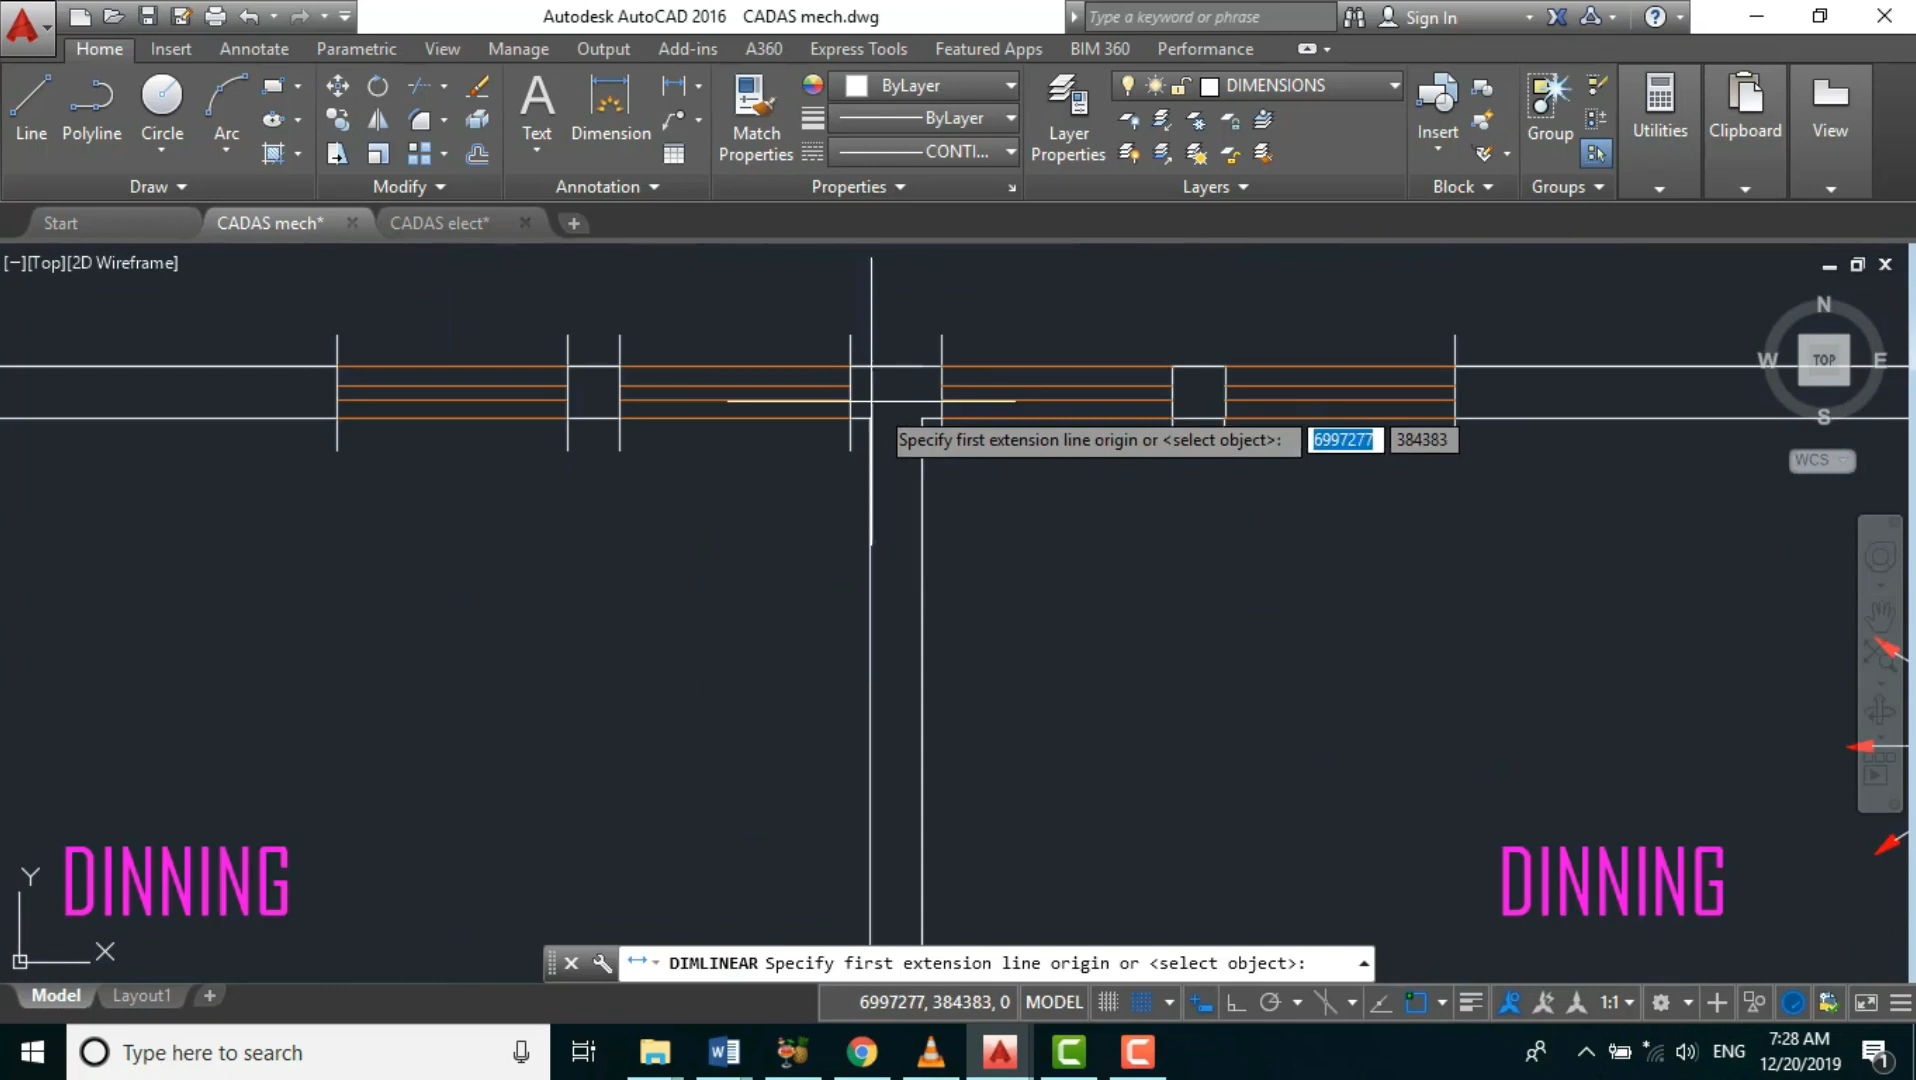 Autodesk AutoCAD 2016 CADAS mech.dwg
Type a keyword or phrase
Sign In
Home Insert Annotate Parametric View Manage Output Add-ins A360 Express Tools Featured Apps BIM 360 Performance
Line Polyline Circle Arc
Text Dimension
Match Properties
ByLayer
ByLayer
CONTI...
Layer Properties
DIMENSIONS
Insert
Group
Utilities
Clipboard
View
Draw Modify Annotation Properties Layers Block Groups
Start CADAS mech* CADAS elect*
[−][Top][2D Wireframe]
N
W TOP E
S
WCS
Specify first extension line origin or <select object>: 6997277 384383
DINNING DINNING
Y
X
DIMLINEAR Specify first extension line origin or <select object>:
Model Layout1
6997277, 384383, 0 MODEL 1:1
Type here to search
ENG
7:28 AM
12/20/2019
1